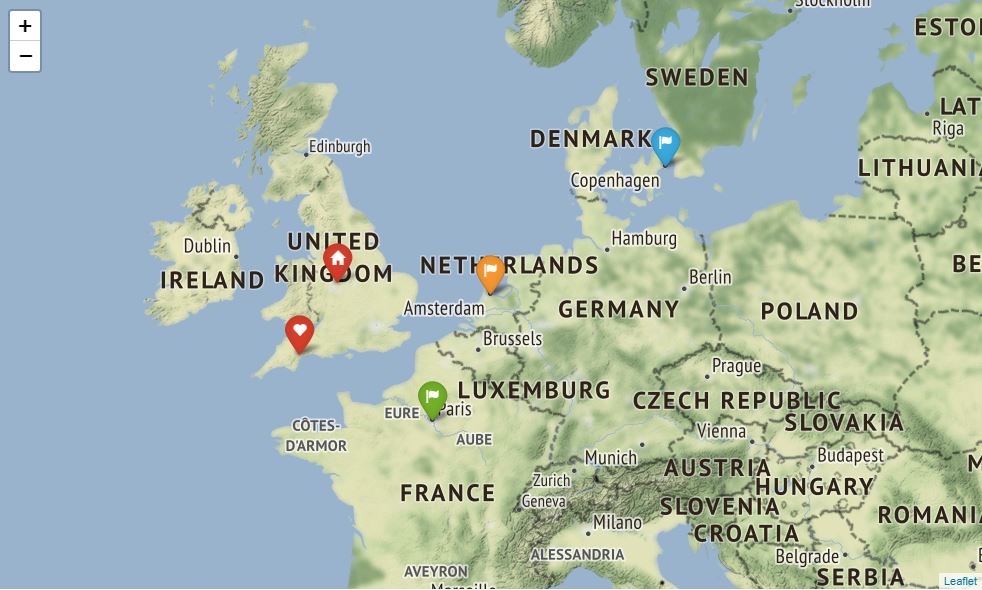 +
−
Stockholm
ESTO
SWEDEN
LAT
Riga
DENMARK
Edinburgh
LITHUANIA
Copenhagen
Dublin
UNITED
KINGDOM
IRELAND
Hamburg
NETHERLANDS
BE
Berlin
Amsterdam
GERMANY
POLAND
Brussels
Prague
LUXEMBURG
CZECH REPUBLIC
EURE
Paris
SLOVAKIA
CÔTES-
D'ARMOR
AUBE
Vienna
Munich
Budapest
AUSTRIA
M
Zurich
HUNGARY
FRANCE
Geneva
SLOVENIA
ROMANIA
Milano
CROATIA
ALESSANDRIA
Belgrade
AVEYRON
SERBIA
Marseille
Leaflet